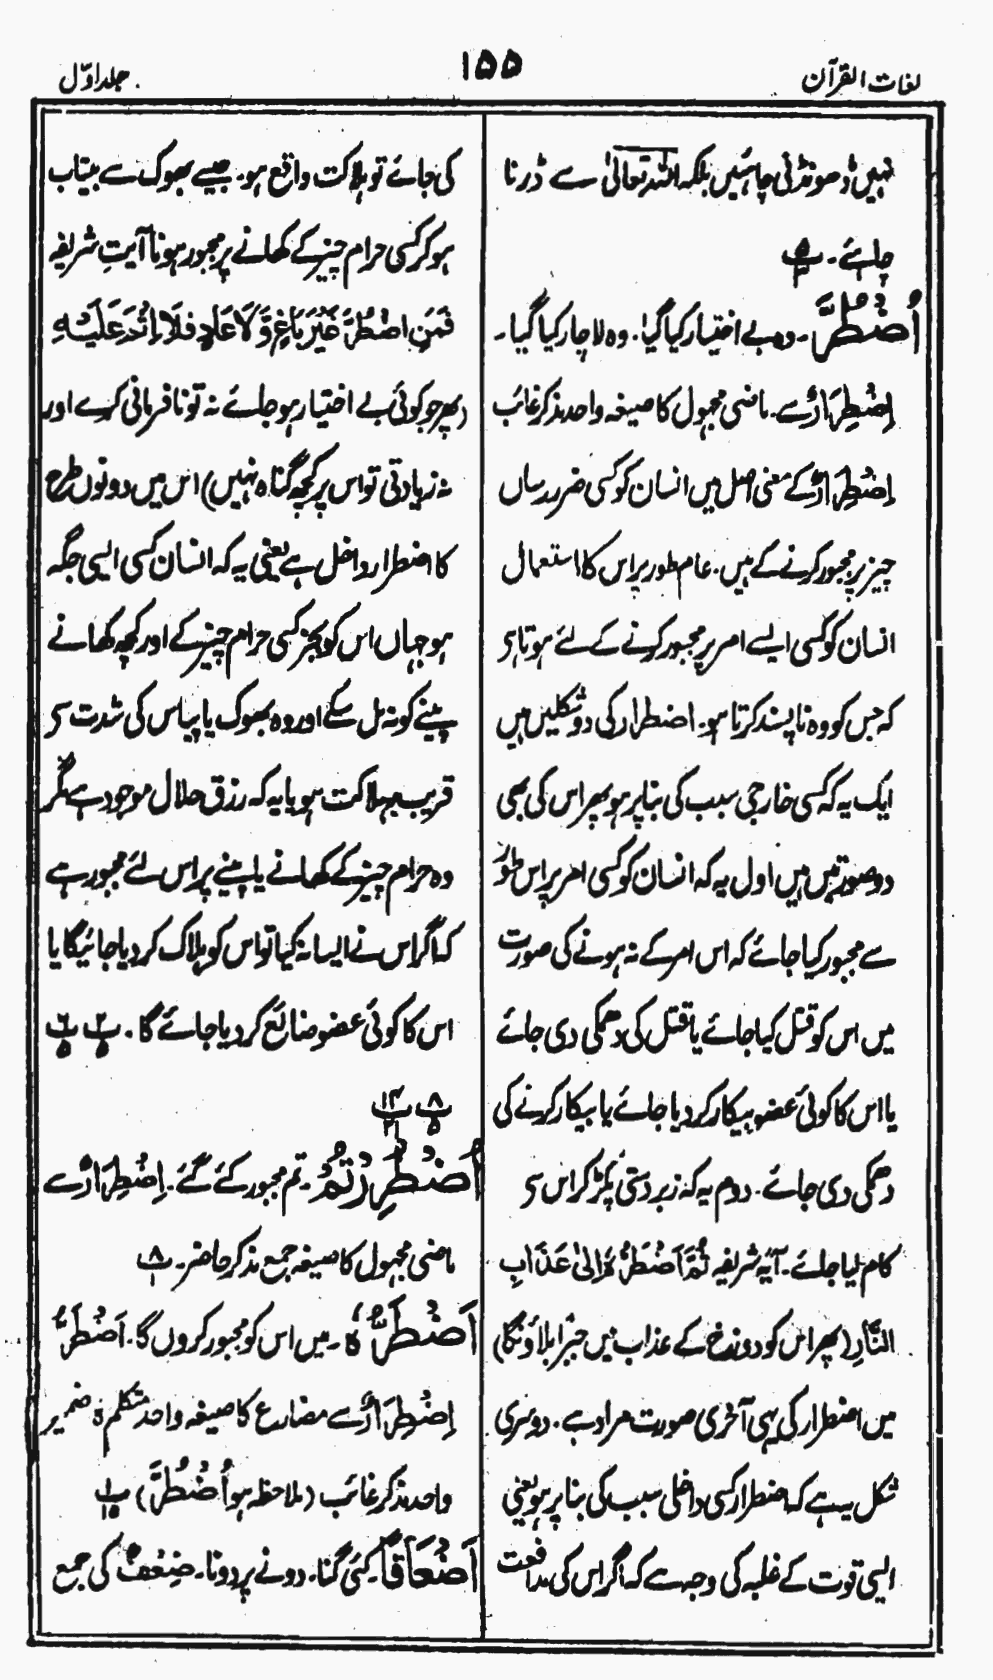 لغات القرآن
۱۵۵
جلد اوّل
نہیں ڈھونڈنی چاہئیں بلکہ اللہ تعالیٰ سے ڈرنا
چاہئے۔
اُضْطُرَّ۔ وہ بے اختیار کیا گیا۔ وہ لاچار کیا گیا۔
اِضْطِرَارٌ سے۔ ماضی مجہول کا صیغہ واحد مذکر غائب
اِضْطِرَارٌ کے معنی اصل میں انسان کو کسی ضرر رساں
چیز پر مجبور کرنے کے ہیں۔ عام طور پر اس کا استعمال
انسان کو کسی ایسے امر پر مجبور کرنے کے لئے ہوتا ہی
کہ جس کو وہ ناپسند کرتا ہو۔ اضطرار کی دو شکلیں ہیں
ایک یہ کہ کسی خارجی سبب کی بنا پر ہو پھر اس کی بھی
دو صورتیں ہیں اول یہ کہ انسان کو کسی امر پر اس طور
سے مجبور کیا جائے کہ اس امر کے نہ ہونے کی صورت
میں اس کو قتل کیا جائے یا قتل کی دھمکی دی جائے
یا اس کا کوئی عضو بیکار کر دیا جائے یا بیکار کرنے کی
دھمکی دی جائے۔ دوم یہ کہ زبردستی پکڑ کر اس سی
کام لیا جائے۔ آیۂ شریفہ ثُمَّ اَضْطَرُّہٗ اِلیٰ عَذَابِ
النَّارِ (پھر اس کو دوزخ کے عذاب میں جبرًا بلاؤنگا)
میں اضطرار کی یہی آخری صورت مراد ہے۔ دوسری
شکل یہ ہے کہ اضطرار کسی داخلی سبب کی بنا پر ہو یعنی
ایسی قوت کے غلبہ کی وجہ سے کہ اگر اس کی مدافعت
کی جائے تو ہلاکت واقع ہو۔ جیسے بھوک سے بیتاب
ہو کر کسی حرام چیز کے کھانے پر مجبور ہونا آیتِ شریفہ
فَمَنِ اضْطُرَّ غَیْرَ بَاغٍ وَّلَا عَادٍ فَلَا اِثْمَ عَلَیْہِ
(پھر جو کوئی بے اختیار ہو جائے نہ تو نافرمانی کرے اور
نہ زیادتی تو اس پر کچھ گناہ نہیں) اس میں دونوں طرح
کا اضطرار داخل ہے یعنی یہ کہ انسان کسی ایسی جگہ
ہو جہاں اس کو بجز کسی حرام چیز کے اور کچھ کھانے
پینے کو نہ مل سکے اور وہ بھوک یا پیاس کی شدت سی
قریب بہلاکت ہو یا یہ کہ رزق حلال موجود ہے مگر
وہ حرام چیز کے کھانے یا پینے پر اس لئے مجبور ہے
کہ اگر اس نے ایسا نہ کیا تو اس کو ہلاک کر دیا جائیگا یا
اس کا کوئی عضو ضائع کر دیا جائے گا۔
اُضْطُرِرْتُمْ۔ تم مجبور کئے گئے۔ اِضْطِرَارٌ سے
ماضی مجہول کا صیغہ جمع مذکر حاضر۔
اَضْطَرُّہٗ۔ میں اس کو مجبور کروں گا۔ اَضْطَرُّ
اِضْطِرَارٌ سے مضارع کا صیغہ واحد متکلم ہٗ ضمیر
واحد مذکر غائب (ملاحظہ ہو اُضْطُرَّ)
اَضْعَافًا۔ کئی گنا۔ دونے پر دونا۔ ضِعْفٌ کی جمع